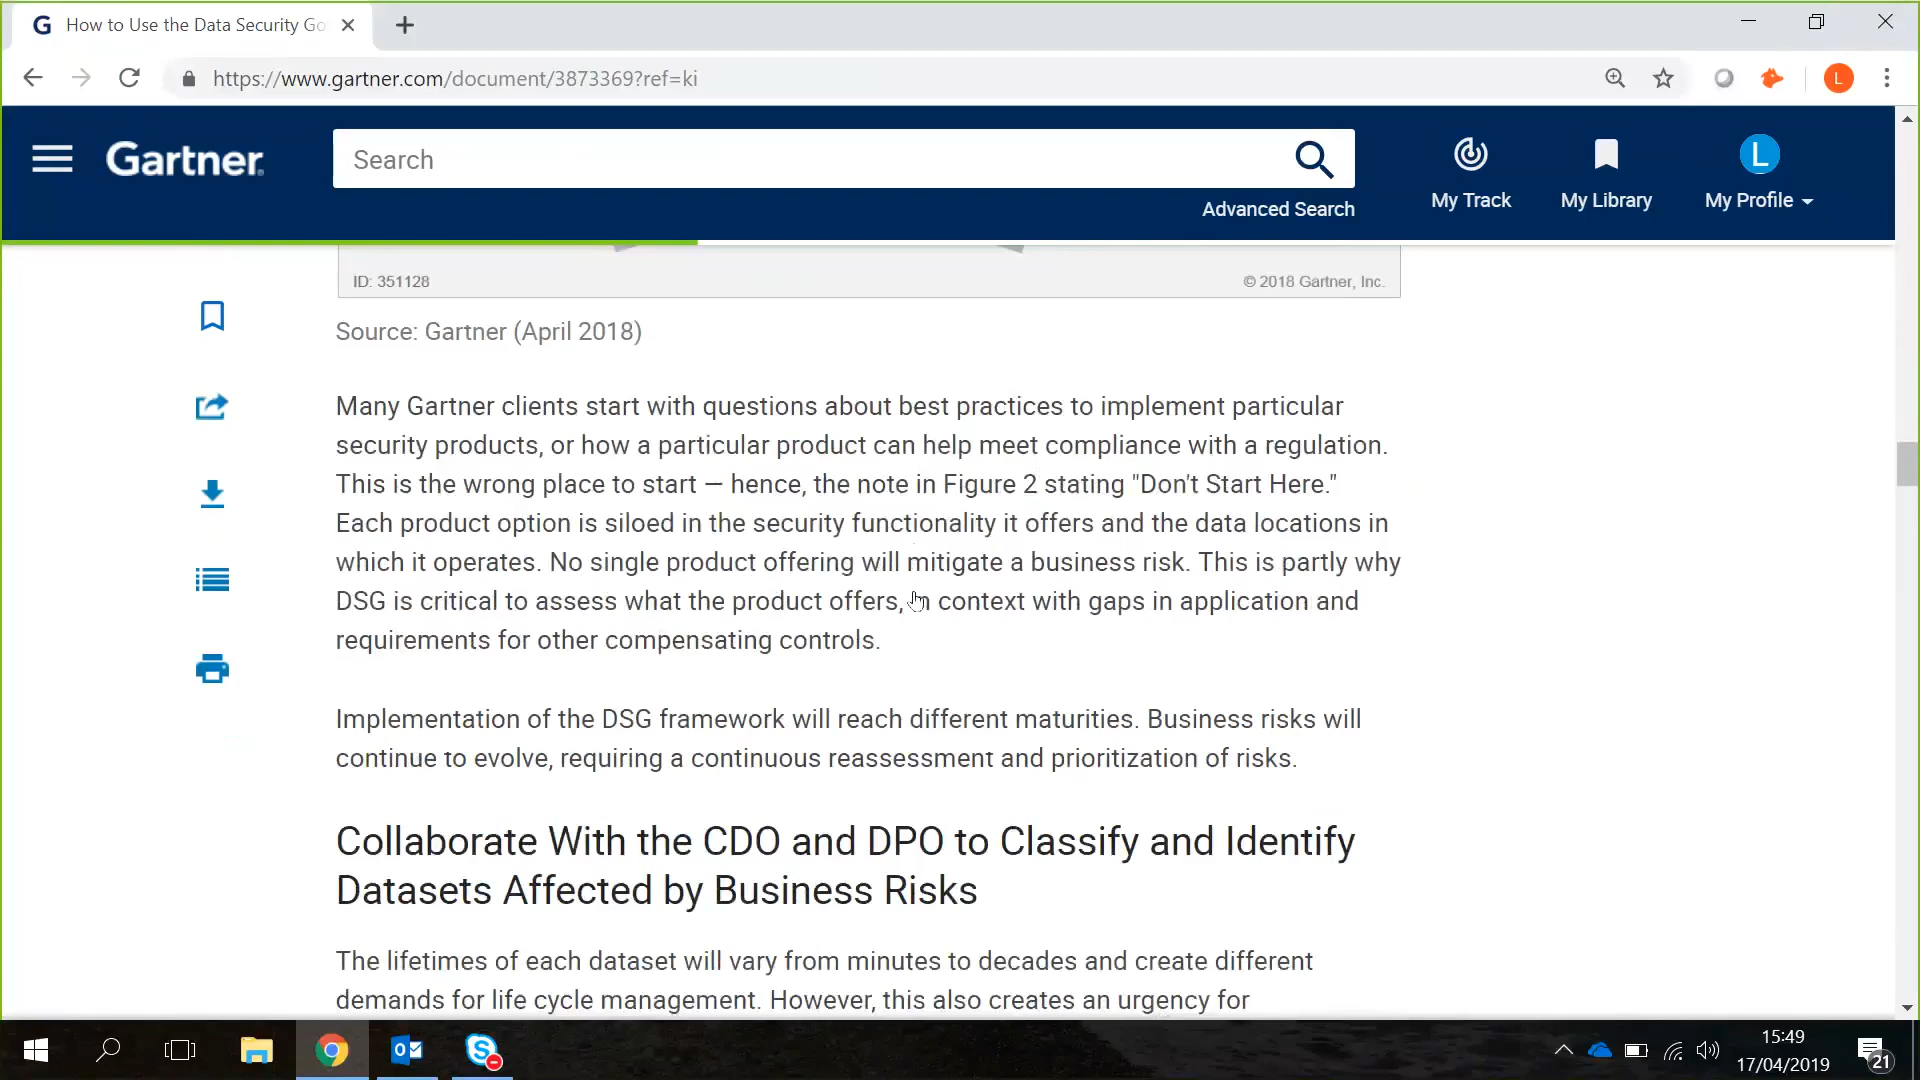 How to Use the Data Security Go
https://www.gartner.com/document/3873369?ref=ki
L
Gartner.
Search
Advanced Search
My Track
My Library
L
My Profile
ID: 351128
© 2018 Gartner, Inc.
Source: Gartner (April 2018)
Many Gartner clients start with questions about best practices to implement particular
security products, or how a particular product can help meet compliance with a regulation.
This is the wrong place to start — hence, the note in Figure 2 stating "Don't Start Here."
Each product option is siloed in the security functionality it offers and the data locations in
which it operates. No single product offering will mitigate a business risk. This is partly why
DSG is critical to assess what the product offers, in context with gaps in application and
requirements for other compensating controls.
Implementation of the DSG framework will reach different maturities. Business risks will
continue to evolve, requiring a continuous reassessment and prioritization of risks.
Collaborate With the CDO and DPO to Classify and Identify
Datasets Affected by Business Risks
The lifetimes of each dataset will vary from minutes to decades and create different
demands for life cycle management. However, this also creates an urgency for
15:49
17/04/2019
21